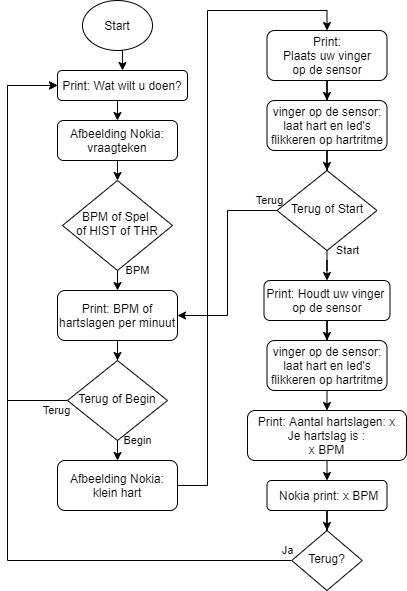 Start
Print: Wat wilt u doen?
Afbeelding Nokia:
vraagteken
BPM of Spel
of HIST of THR
BPM
Print: BPM of
hartslagen per minuut
Terug of Begin
Terug
Begin
Afbeelding Nokia:
klein hart
Print:
Plaats uw vinger
op de sensor
vinger op de sensor:
laat hart en led's
flikkeren op hartritme
Terug
Terug of Start
Start
Print: Houdt uw vinger
op de sensor
vinger op de sensor:
laat hart en led's
flikkeren op hartritme
Print: Aantal hartslagen: x
Je hartslag is :
x BPM
Nokia print: x BPM
Ja
Terug?